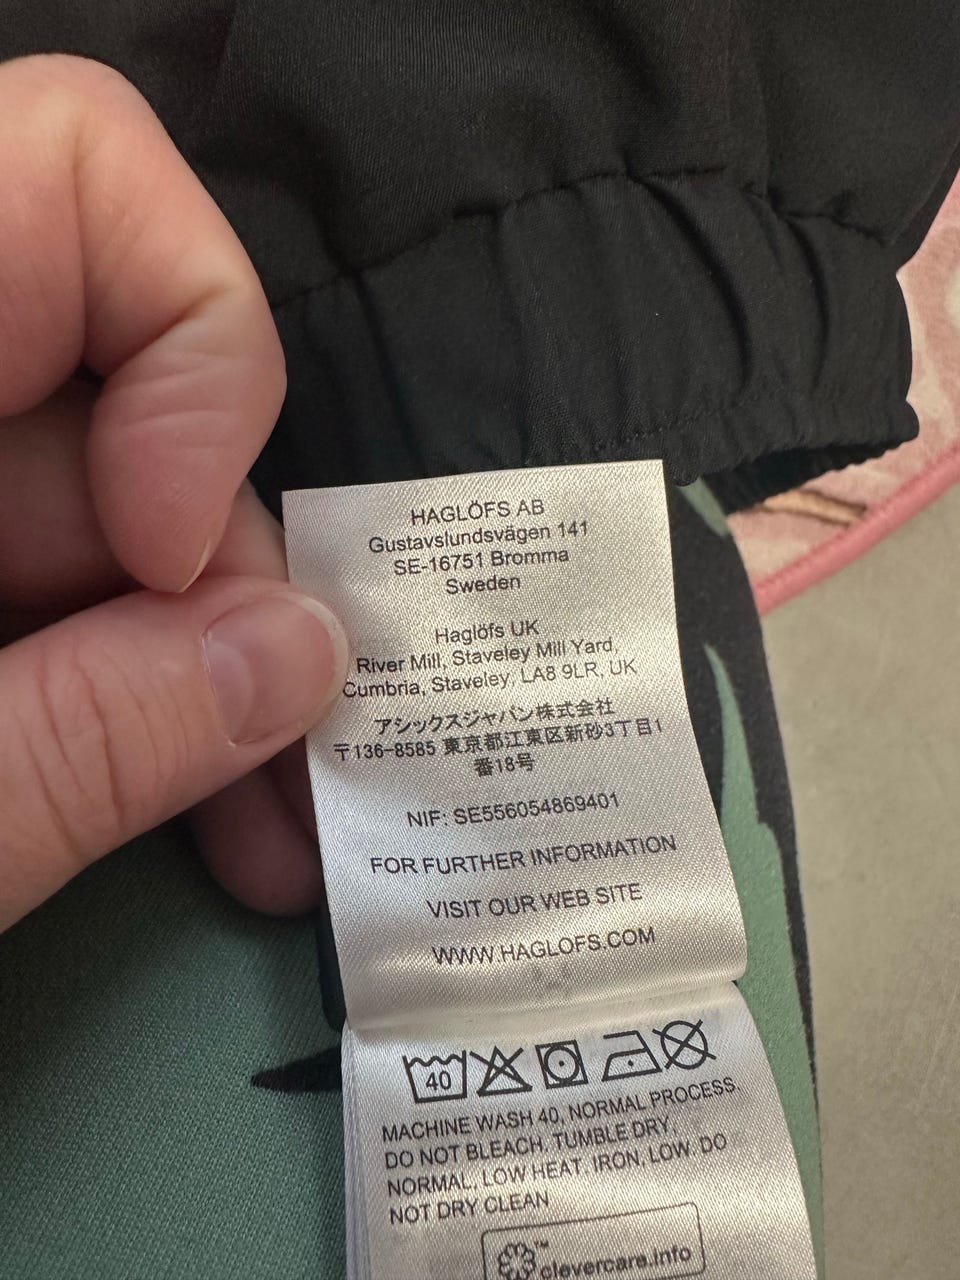 HAGLÖFS AB
Gustavslundsvägen 141
SE-16751 Bromma
Sweden
Haglöfs UK
River Mill, Staveley Mill Yard,
Cumbria, Staveley, LA8 9LR, UK
アシックスジャパン株式会社
〒136-8585 東京都江東区新砂3丁目1
番18号
NIF: SE556054869401
FOR FURTHER INFORMATION
VISIT OUR WEB SITE
WWW.HAGLOFS.COM
40
MACHINE WASH 40, NORMAL PROCESS,
DO NOT BLEACH, TUMBLE DRY,
NORMAL, LOW HEAT, IRON, LOW, DO
NOT DRY CLEAN
™
clevercare.info